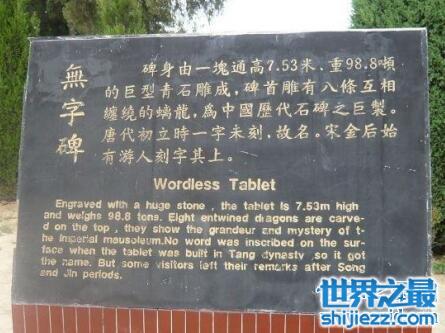 無字碑
碑身由一塊通高7.53米.重98.8噸
的巨型青石雕成,碑首雕有八條互相
纏繞的螭龍,爲中國歷代石碑之巨製。
唐代初立時一字未刻,故名。宋金后始
有游人刻字其上。
Wordless Tablet
Engraved with a huge stone , the tablet is 7.53m high
and weighs 98.8 tons. Eight entwined dragons are carve-
d on the top , they show the grandeur and mystery of t-
he imperial mausoleum.No word was inscribed on the sur-
face when the tablet was built in Tang dynasty ,so it got
the name. But some visitors left their remarks after Song
and Jin periods.
世界之最
shijiezzi.com